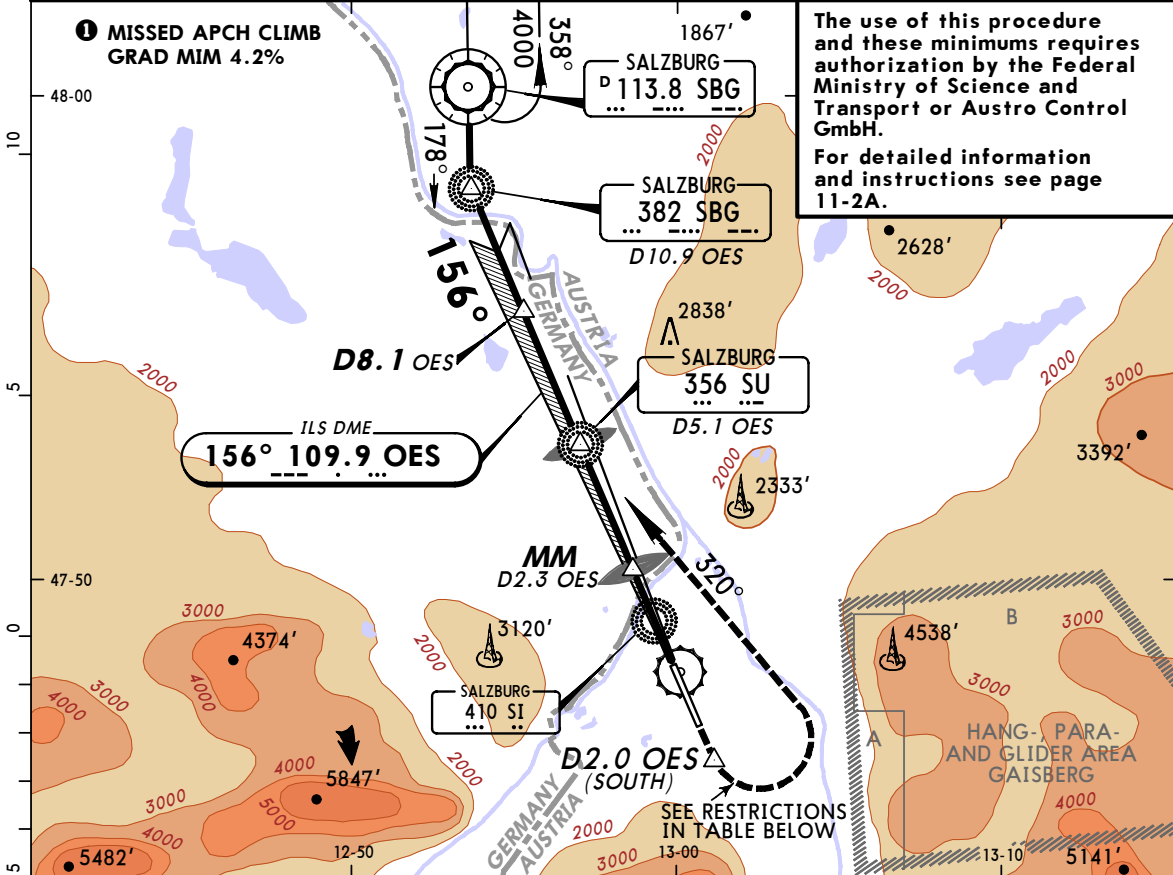 ❶ MISSED APCH CLIMB
GRAD MIM 4.2%
The use of this procedure
and these minimums requires
authorization by the Federal
Ministry of Science and
Transport or Austro Control
GmbH.
For detailed information
and instructions see page
11-2A.
358°
4000
1867'
SALZBURG
D 113.8 SBG
48-00
10
178°
2000
SALZBURG
382 SBG
D10.9 OES
2628'
2000
156°
AUSTRIA
GERMANY
2838'
D8.1 OES
SALZBURG
356 SU
D5.1 OES
2000
2000
3000
5
ILS DME
156° 109.9 OES
3392'
2000
2333'
MM
D2.3 OES
320°
47-50
0
3000
4374'
4000
2000
3120'
4538'
B
3000
3000
4000
SALZBURG
410 SI
A
HANG-, PARA-
AND GLIDER AREA
GAISBERG
D2.0 OES
(SOUTH)
2000
4000
5847'
5000
3000
4000
SEE RESTRICTIONS
IN TABLE BELOW
GERMANY
AUSTRIA
2000
3000
4000
5482'
5
12-50
13-00
13-10
5141'